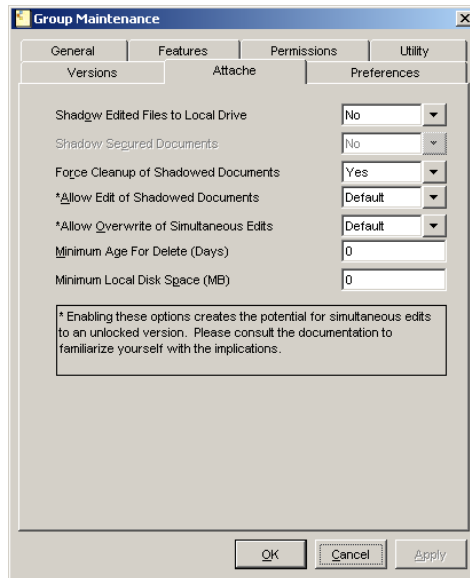 Group Maintenance
General Features Permissions Utility
Versions Attache Preferences
Shadow Edited Files to Local Drive No
Shadow Secured Documents No
Force Cleanup of Shadowed Documents Yes
*Allow Edit of Shadowed Documents Default
*Allow Overwrite of Simultaneous Edits Default
Minimum Age For Delete (Days) 0
Minimum Local Disk Space (MB) 0
* Enabling these options creates the potential for simultaneous edits
to an unlocked version. Please consult the documentation to
familiarize yourself with the implications.
OK Cancel Apply